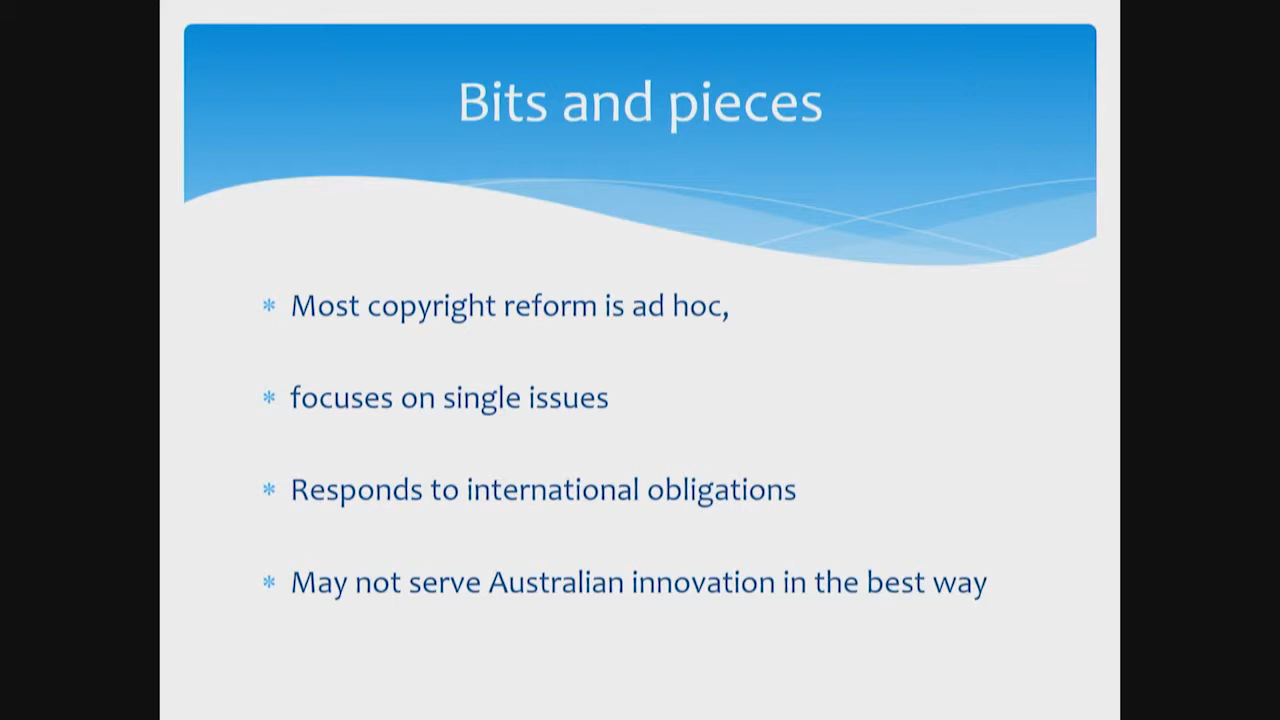 Bits and pieces
* Most copyright reform is ad hoc,
* focuses on single issues
* Responds to international obligations
* May not serve Australian innovation in the best way